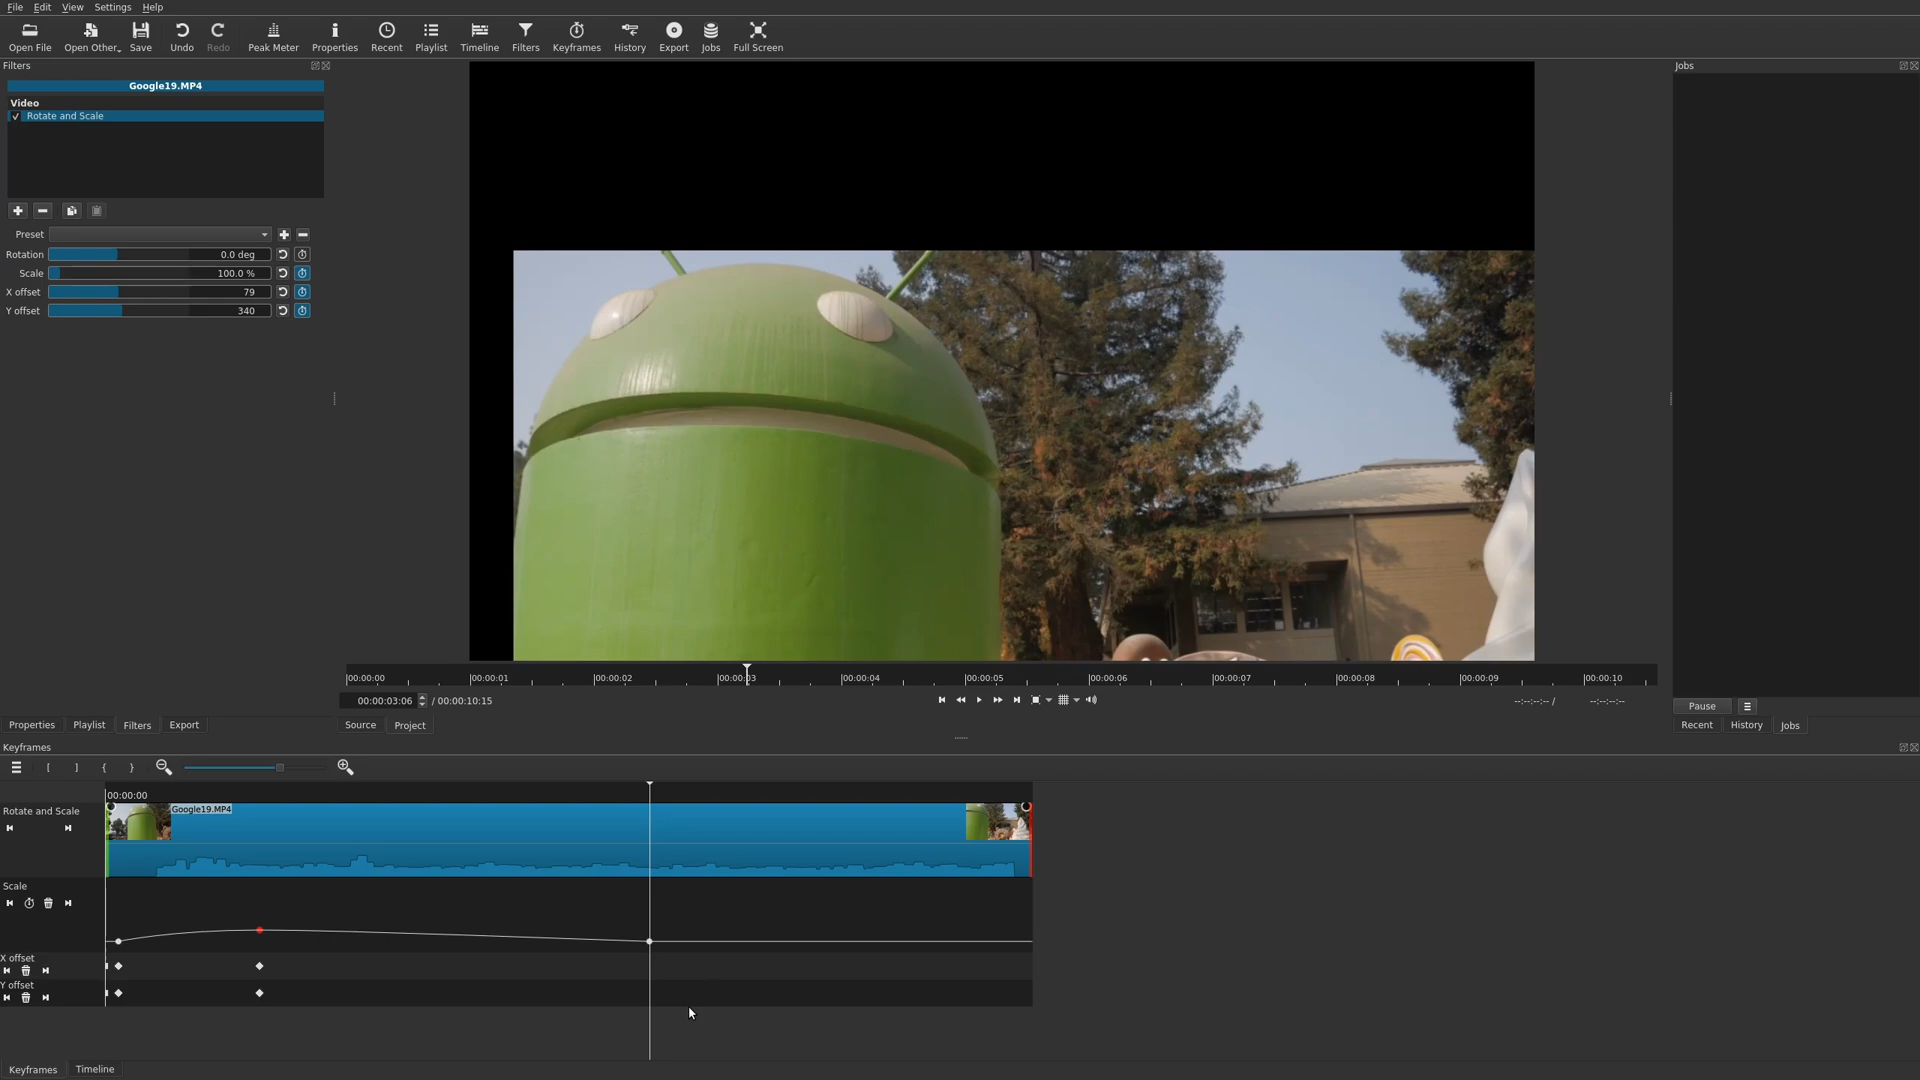 File Edit View Settings Help
Open File Open Other... Save Undo Redo Peak Meter Properties Recent Playlist Timeline Filters Keyframes History Export Jobs Full Screen
Filters
Jobs
Google19.MP4
Video
Rotate and Scale
Preset
Rotation 0.0 deg
Scale 100.0 %
X offset 79
Y offset 340
00:00:00 00:00:01 00:00:02 00:00:03 00:00:04 00:00:05 00:00:06 00:00:07 00:00:08 00:00:09 00:00:10
00:00:03:06 / 00:00:10:15
--:--:--:-- / --:--:--:--
Pause
Properties Playlist Filters Export
Source Project
Recent History Jobs
Keyframes
[ ] { }
00:00:00
Rotate and Scale
Google19.MP4
Scale
X offset
Y offset
Keyframes Timeline